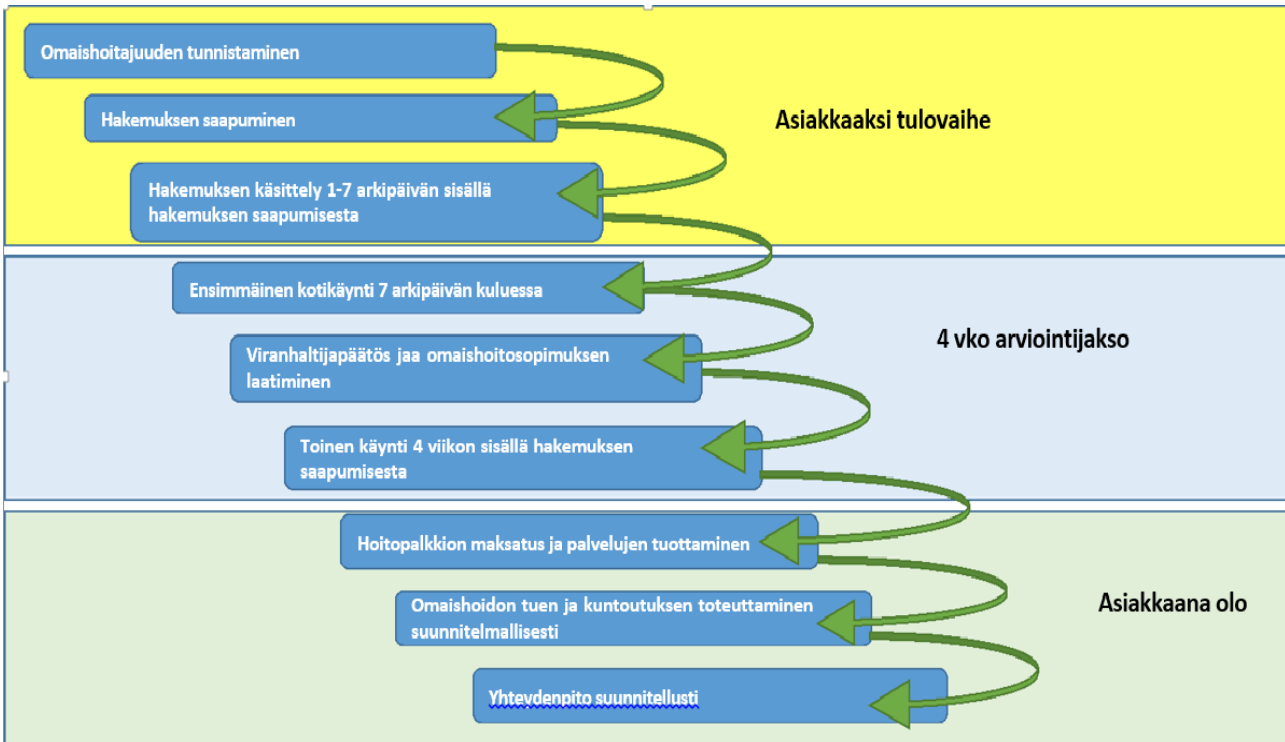 Omaishoitajuuden tunnistaminen
Hakemuksen saapuminen
Asiakkaaksi tulovaihe
Hakemuksen käsittely 1-7 arkipäivän sisällä
hakemuksen saapumisesta
Ensimmäinen kotikäynti 7 arkipäivän kuluessa
4 vko arviointijakso
Viranhaltijapäätös jaa omaishoitosopimuksen
laatiminen
Toinen käynti 4 viikon sisällä hakemuksen
saapumisesta
Hoitopalkkion maksatus ja palvelujen tuottaminen
Asiakkaana olo
Omaishoidon tuen ja kuntoutuksen toteuttaminen
suunnitelmallisesti
Yhteydenpito suunnitellusti